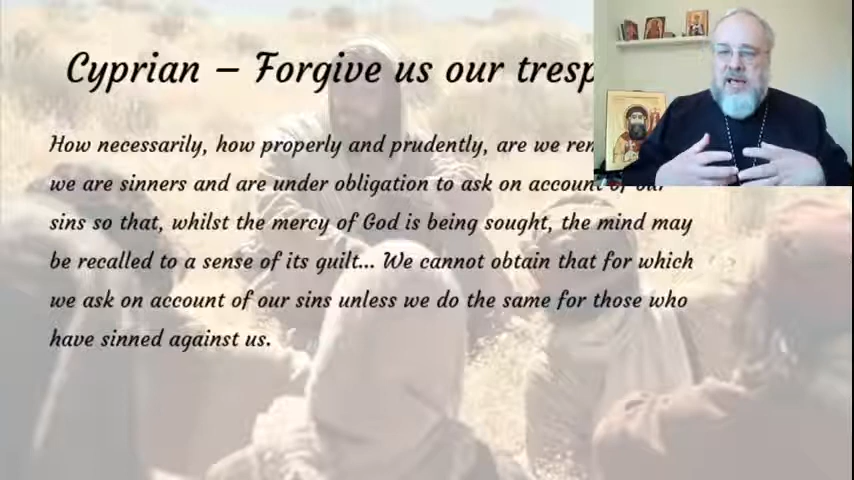 Cyprian – Forgive us our
How necessarily, how properly and prudently, are we
we are sinners and are under obligation to ask on account of our
sins so that, whilst the mercy of God is being sought, the mind may
be recalled to a sense of its guilt... We cannot obtain that for which
we ask on account of our sins unless we do the same for those who
have sinned against us.